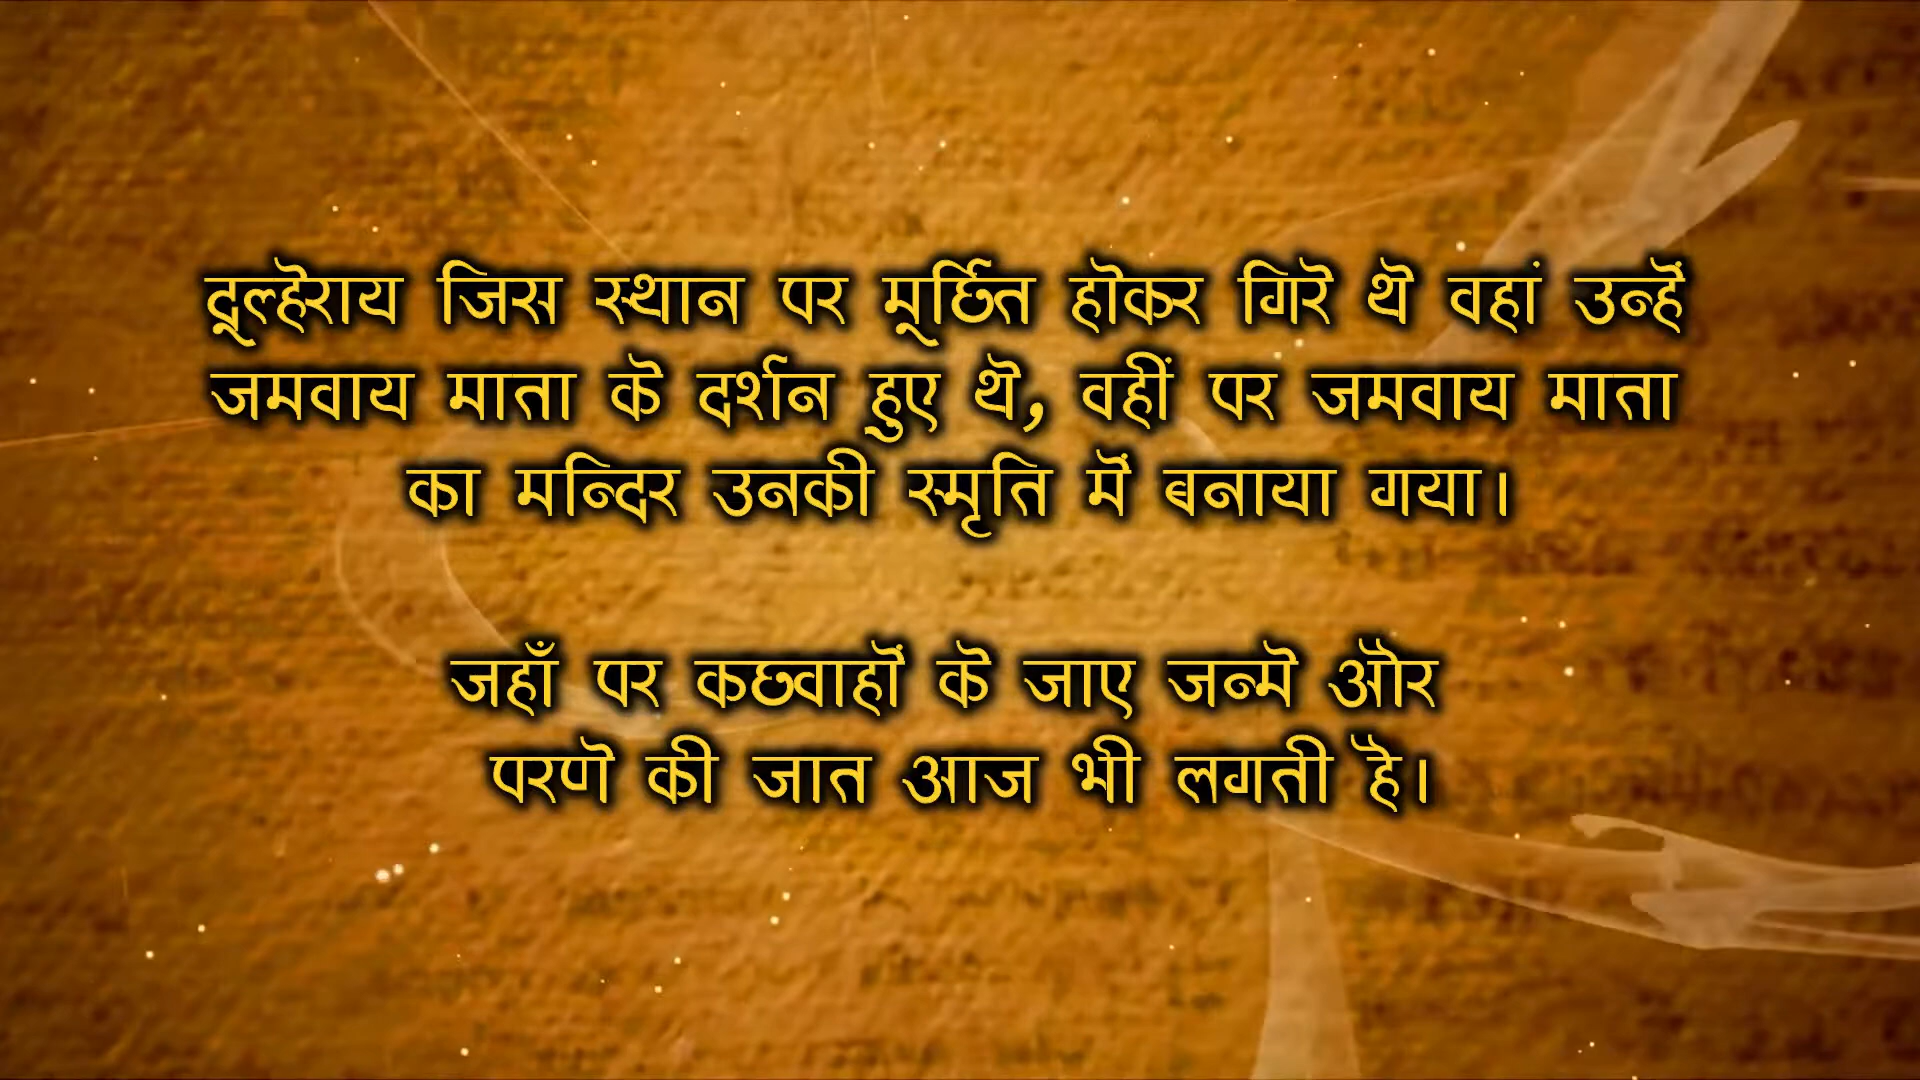 दूल्हेराय जिस स्थान पर मूर्छित होकर गिरे थे वहां उन्हें
जमवाय माता के दर्शन हुए थे, वहीं पर जमवाय माता
का मन्दिर उनकी स्मृति में बनाया गया।
जहाँ पर कछवाहों के जाए जन्मे और
परणे की जात आज भी लगती है।